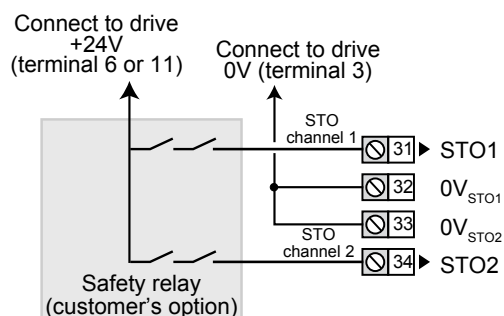 Connect to drive
+24V
(terminal 6 or 11)
Connect to drive
0V (terminal 3)
STO
channel 1
31 STO1
32 0VSTO1
33 0VSTO2
STO
channel 2
34 STO2
Safety relay
(customer's option)